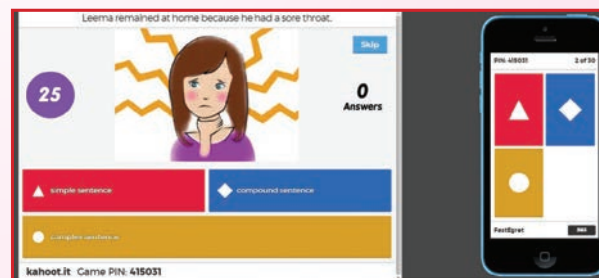 Leema remained at home because he had a sore throat.
Skip
25
0
Answers
simple sentence
compound sentence
complex sentence
kahoot.it Game PIN: 415031
PIN: 415031 2 of 30
FastEgret